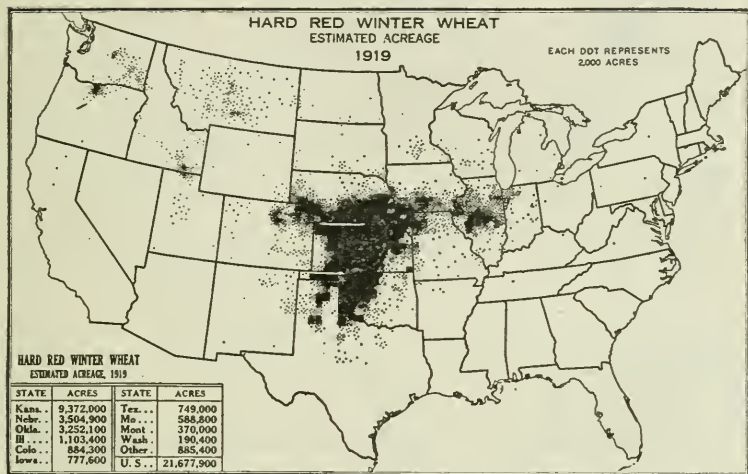 HARD RED WINTER WHEAT
ESTIMATED ACREAGE
1919
EACH DOT REPRESENTS
2,000 ACRES
HARD RED WINTER WHEAT
ESTIMATED ACREAGE, 1919
STATE ACRES STATE ACRES
Kans.. 9,372,000 Tex... 749,000
Nebr.. 3,504,900 Mo... 588,800
Okla.. 3,252,100 Mont. 370,000
Ill.... 1,103,400 Wash. 190,400
Colo.. 884,300 Other. 885,400
Iowa.. 777,600 U. S.. 21,677,900